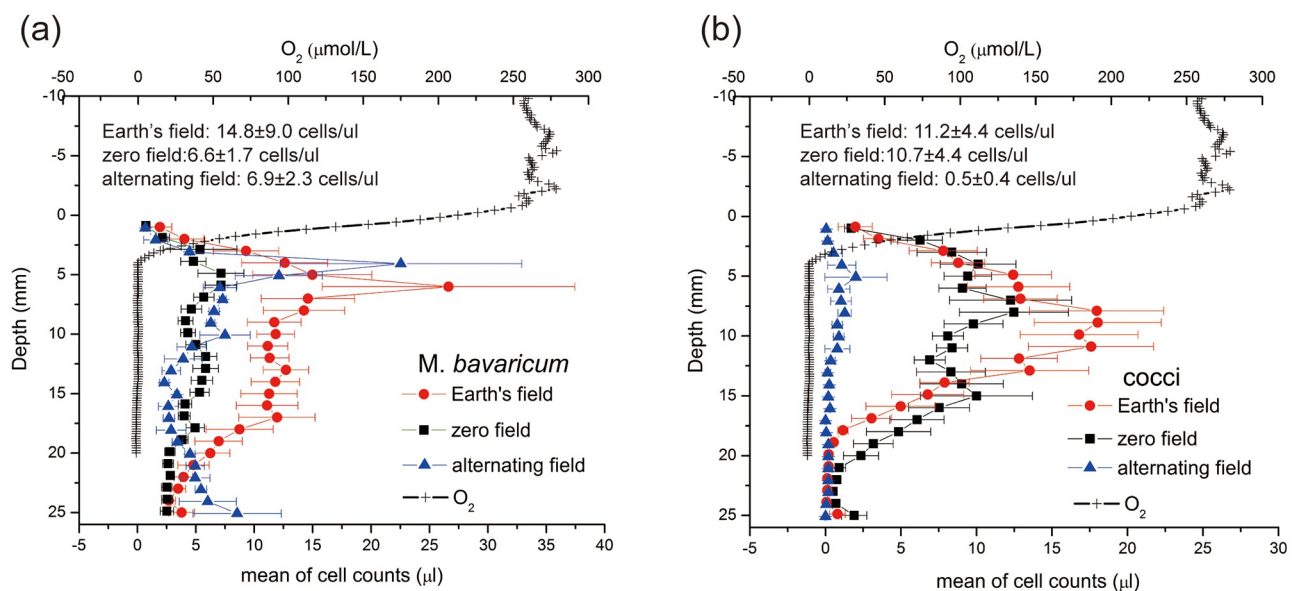 (a)
O2 (μmol/L)
-50 0 50 100 150 200 250 300
-10
-5
0
5
10
15
20
25
Depth (mm)
Earth's field: 14.8±9.0 cells/ul
zero field:6.6±1.7 cells/ul
alternating field: 6.9±2.3 cells/ul
M. bavaricum
Earth's field
zero field
alternating field
O2
-5 0 5 10 15 20 25 30 35 40
mean of cell counts (μl)
(b)
O2 (μmol/L)
-50 0 50 100 150 200 250 300
-10
-5
0
5
10
15
20
25
Depth (mm)
Earth's field: 11.2±4.4 cells/ul
zero field:10.7±4.4 cells/ul
alternating field: 0.5±0.4 cells/ul
cocci
Earth's field
zero field
alternating field
O2
-5 0 5 10 15 20 25 30
mean of cell counts (μl)